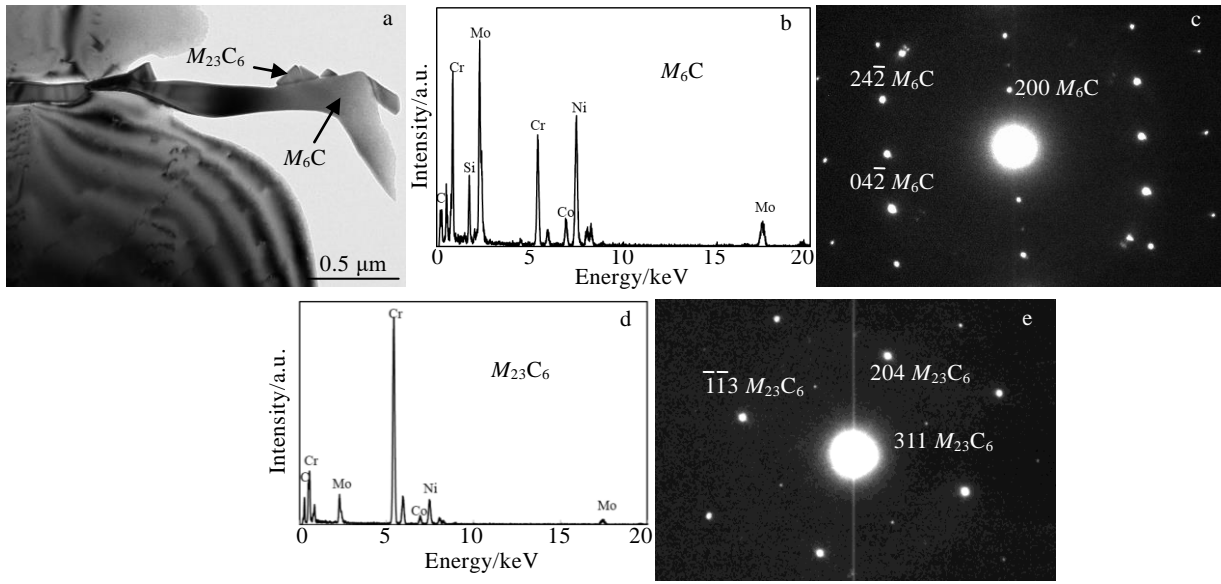 a
M₂₃C₆
M₆C
0.5 μm
b
Mo
Cr
M₆C
Ni
Cr
Si
C
Co
Mo
0 5 10 15 20
Energy/keV
Intensity/a.u.
c
242̅ M₆C
200 M₆C
042̅ M₆C
d
Cr
M₂₃C₆
Cr
C
Mo
Ni
Co
Mo
0 5 10 15 20
Energy/keV
Intensity/a.u.
e
1̅1̅3 M₂₃C₆
204 M₂₃C₆
311 M₂₃C₆